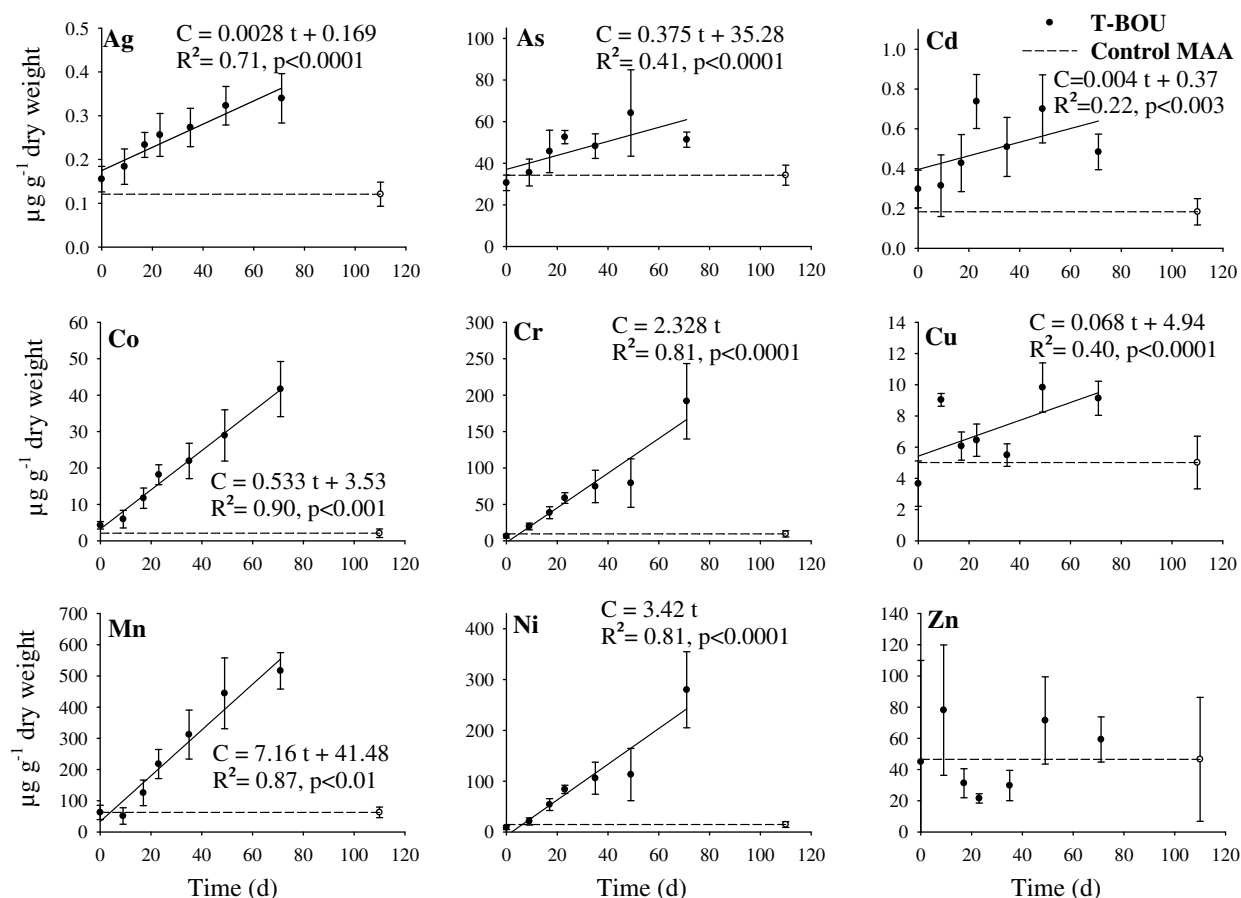 T-BOU
Control MAA
Ag
C = 0.0028 t + 0.169
R²= 0.71, p<0.0001
0.5
0.4
0.3
0.2
0.1
0.0
0 20 40 60 80 100 120
µg g⁻¹ dry weight
As
C = 0.375 t + 35.28
R²= 0.41, p<0.0001
100
80
60
40
20
0
0 20 40 60 80 100 120
Cd
C=0.004 t + 0.37
R²=0.22, p<0.003
1.0
0.8
0.6
0.4
0.2
0.0
0 20 40 60 80 100 120
Co
C = 0.533 t + 3.53
R²= 0.90, p<0.001
60
50
40
30
20
10
0
0 20 40 60 80 100 120
µg g⁻¹ dry weight
Cr
C = 2.328 t
R²= 0.81, p<0.0001
300
250
200
150
100
50
0
0 20 40 60 80 100 120
Cu
C = 0.068 t + 4.94
R²= 0.40, p<0.0001
14
12
10
8
6
4
2
0
0 20 40 60 80 100 120
Mn
C = 7.16 t + 41.48
R²= 0.87, p<0.01
700
600
500
400
300
200
100
0
0 20 40 60 80 100 120
µg g⁻¹ dry weight
Time (d)
Ni
C = 3.42 t
R²= 0.81, p<0.0001
400
300
200
100
0
0 20 40 60 80 100 120
Time (d)
Zn
140
120
100
80
60
40
20
0
0 20 40 60 80 100 120
Time (d)